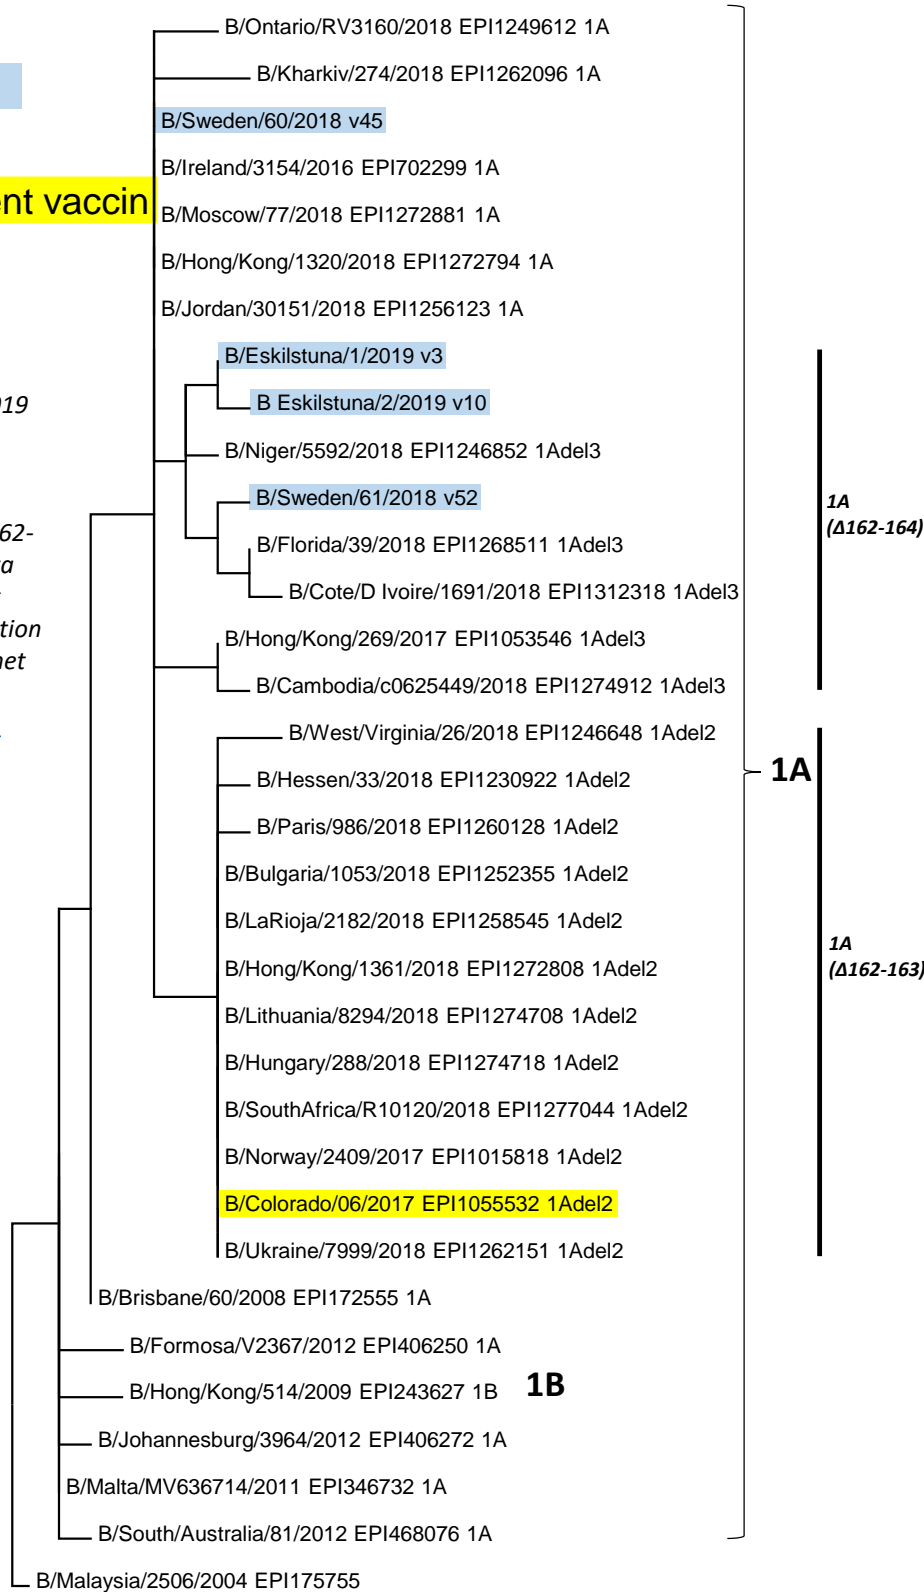 B/Ontario/RV3160/2018 EPI1249612 1A
B/Kharkiv/274/2018 EPI1262096 1A
B/Sweden/60/2018 v45
B/Ireland/3154/2016 EPI702299 1A
ent vaccin
B/Moscow/77/2018 EPI1272881 1A
B/Hong/Kong/1320/2018 EPI1272794 1A
B/Jordan/30151/2018 EPI1256123 1A
B/Eskilstuna/1/2019 v3
019
B Eskilstuna/2/2019 v10
B/Niger/5592/2018 EPI1246852 1Adel3
B/Sweden/61/2018 v52
1A
(Δ162-164)
62-
B/Florida/39/2018 EPI1268511 1Adel3
a
B/Cote/D Ivoire/1691/2018 EPI1312318 1Adel3
tion
B/Hong/Kong/269/2017 EPI1053546 1Adel3
net
B/Cambodia/c0625449/2018 EPI1274912 1Adel3
B/West/Virginia/26/2018 EPI1246648 1Adel2
1A
B/Hessen/33/2018 EPI1230922 1Adel2
B/Paris/986/2018 EPI1260128 1Adel2
B/Bulgaria/1053/2018 EPI1252355 1Adel2
B/LaRioja/2182/2018 EPI1258545 1Adel2
1A
(Δ162-163)
B/Hong/Kong/1361/2018 EPI1272808 1Adel2
B/Lithuania/8294/2018 EPI1274708 1Adel2
B/Hungary/288/2018 EPI1274718 1Adel2
B/SouthAfrica/R10120/2018 EPI1277044 1Adel2
B/Norway/2409/2017 EPI1015818 1Adel2
B/Colorado/06/2017 EPI1055532 1Adel2
B/Ukraine/7999/2018 EPI1262151 1Adel2
B/Brisbane/60/2008 EPI172555 1A
B/Formosa/V2367/2012 EPI406250 1A
B/Hong/Kong/514/2009 EPI243627 1B
1B
B/Johannesburg/3964/2012 EPI406272 1A
B/Malta/MV636714/2011 EPI346732 1A
B/South/Australia/81/2012 EPI468076 1A
B/Malaysia/2506/2004 EPI175755